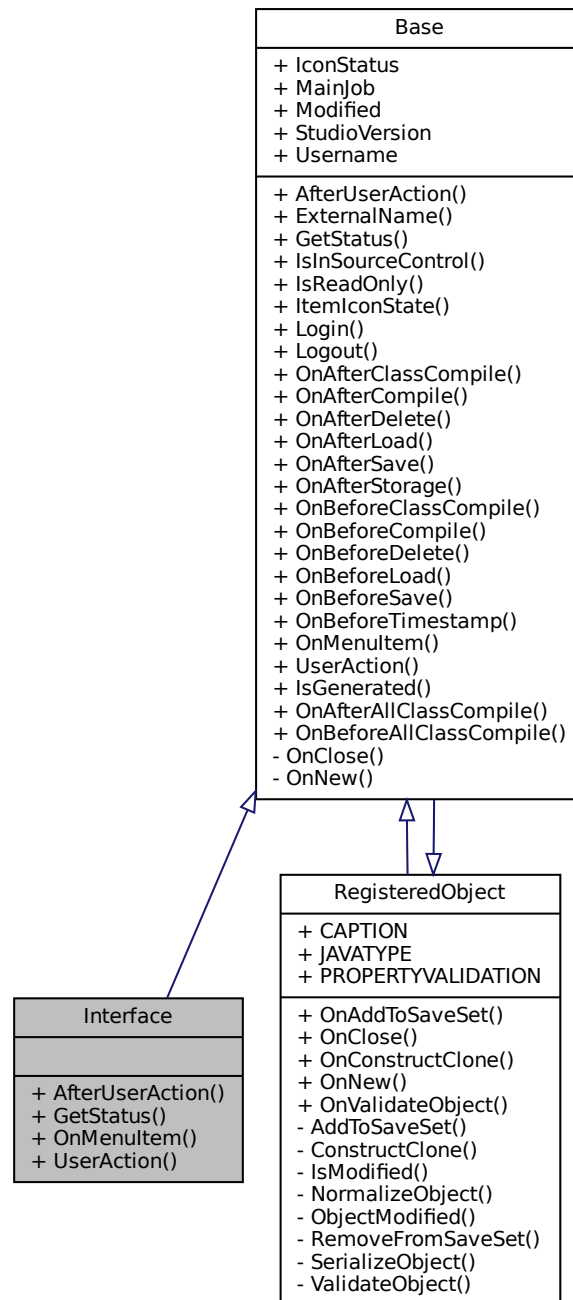 Base
+ IconStatus
+ MainJob
+ Modified
+ StudioVersion
+ Username
+ AfterUserAction()
+ ExternalName()
+ GetStatus()
+ IsInSourceControl()
+ IsReadOnly()
+ ItemIconState()
+ Login()
+ Logout()
+ OnAfterClassCompile()
+ OnAfterCompile()
+ OnAfterDelete()
+ OnAfterLoad()
+ OnAfterSave()
+ OnAfterStorage()
+ OnBeforeClassCompile()
+ OnBeforeCompile()
+ OnBeforeDelete()
+ OnBeforeLoad()
+ OnBeforeSave()
+ OnBeforeTimestamp()
+ OnMenuItem()
+ UserAction()
+ IsGenerated()
+ OnAfterAllClassCompile()
+ OnBeforeAllClassCompile()
- OnClose()
- OnNew()
Interface
+ AfterUserAction()
+ GetStatus()
+ OnMenuItem()
+ UserAction()
RegisteredObject
+ CAPTION
+ JAVATYPE
+ PROPERTYVALIDATION
+ OnAddToSaveSet()
+ OnClose()
+ OnConstructClone()
+ OnNew()
+ OnValidateObject()
- AddToSaveSet()
- ConstructClone()
- IsModified()
- NormalizeObject()
- ObjectModified()
- RemoveFromSaveSet()
- SerializeObject()
- ValidateObject()